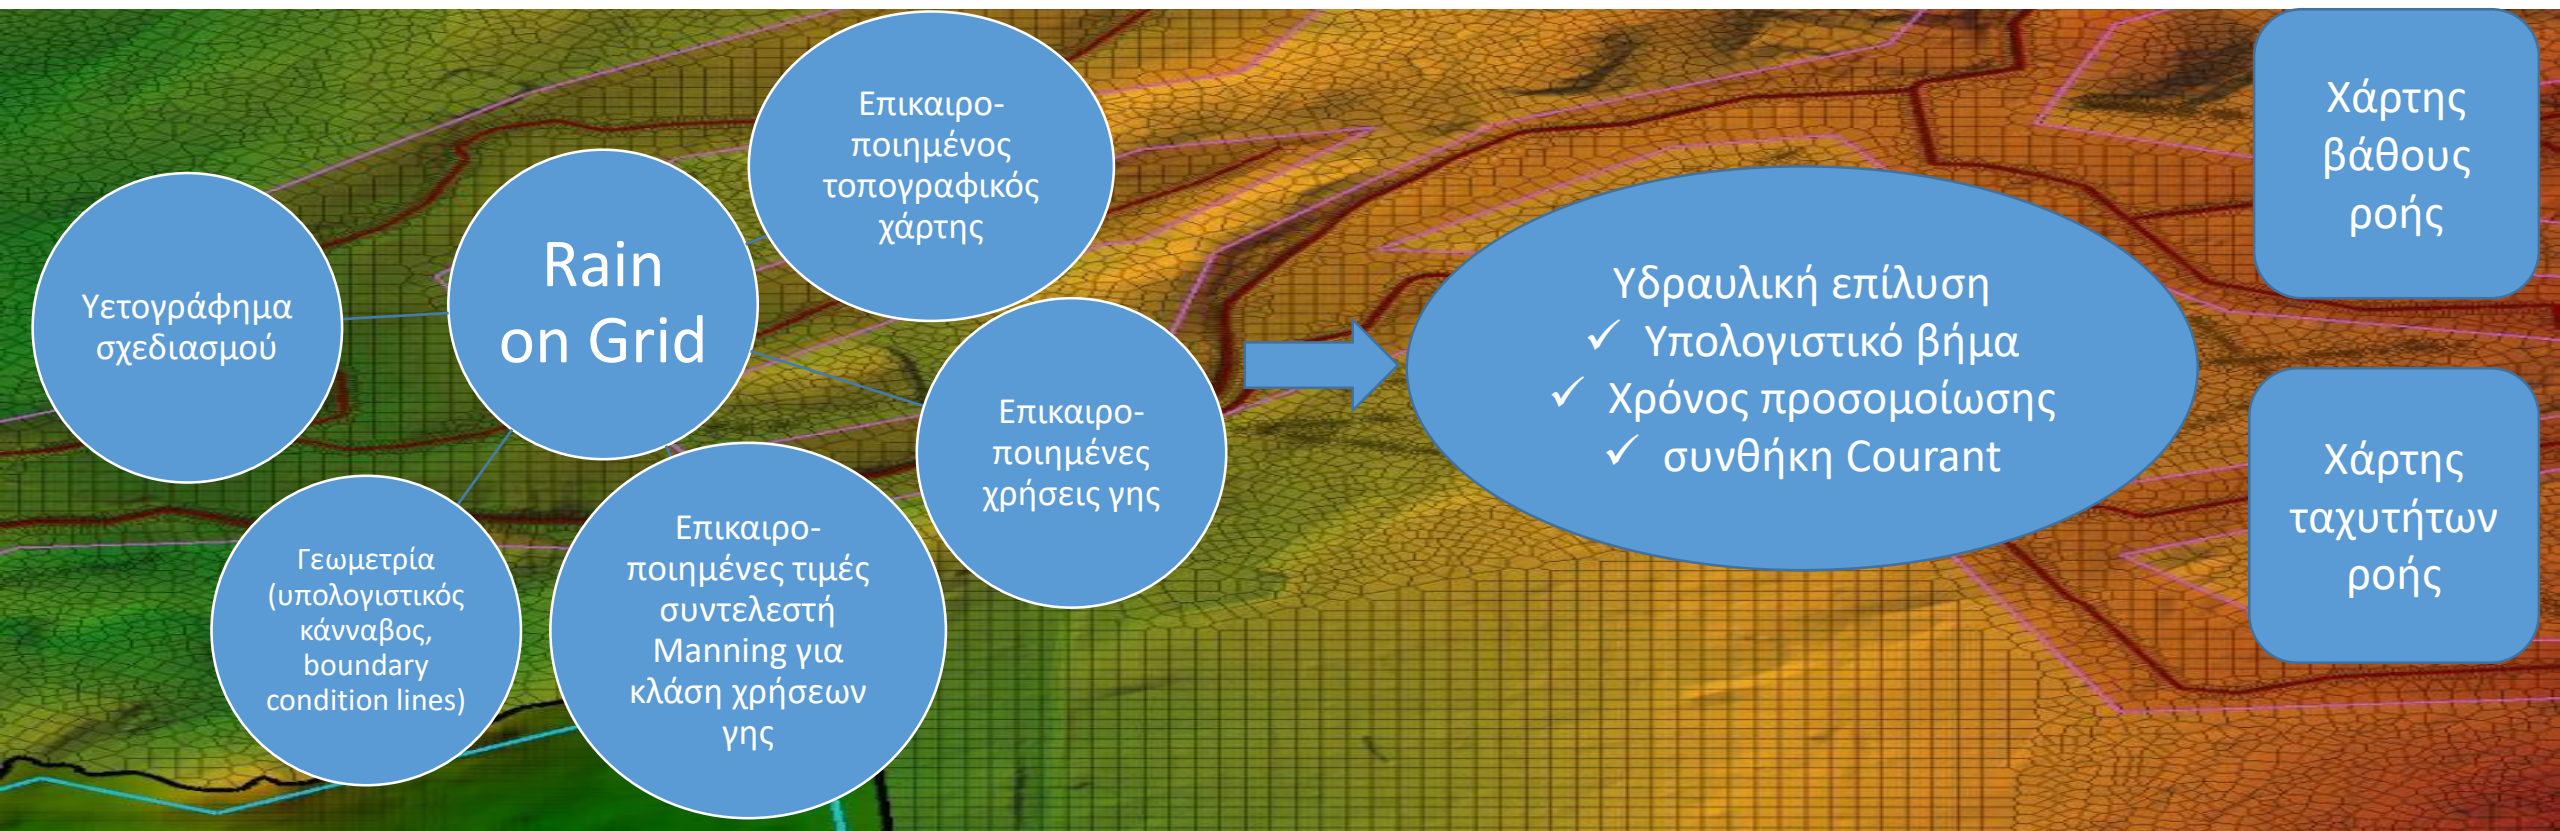 Υετογράφημα
σχεδιασμού
Rain
on Grid
Επικαιρο-
ποιημένος
τοπογραφικός
χάρτης
Επικαιρο-
ποιημένες
χρήσεις γης
Επικαιρο-
ποιημένες τιμές
συντελεστή
Manning για
κλάση χρήσεων
γης
Γεωμετρία
(υπολογιστικός
κάνναβος,
boundary
condition lines)
Υδραυλική επίλυση
✓ Υπολογιστικό βήμα
✓ Χρόνος προσομοίωσης
✓ συνθήκη Courant
Χάρτης
βάθους
ροής
Χάρτης
ταχυτήτων
ροής